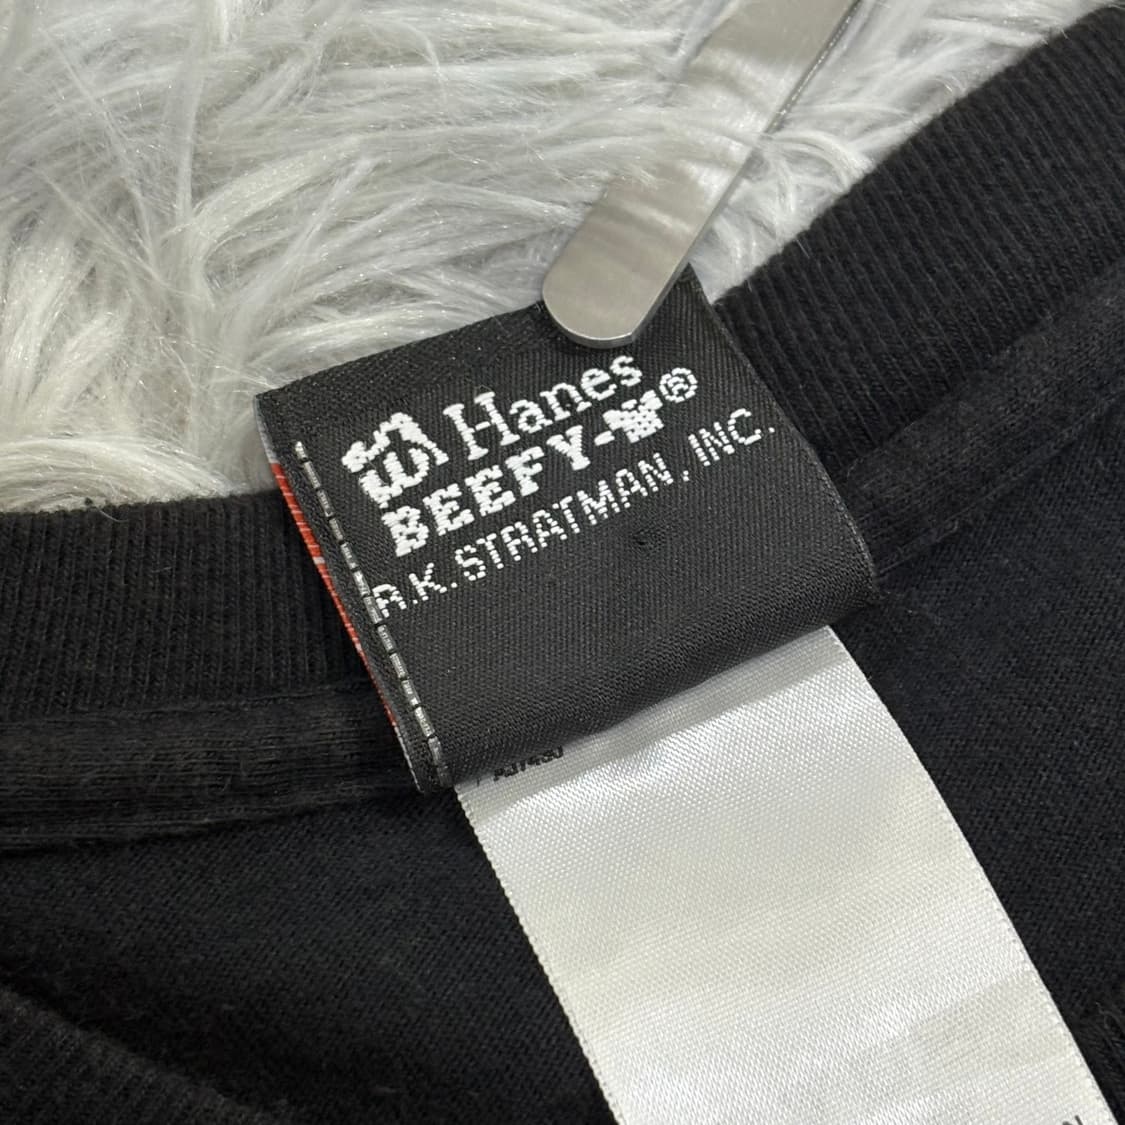 Hanes
BEEFY-T®
R.K. STRATMAN, INC.